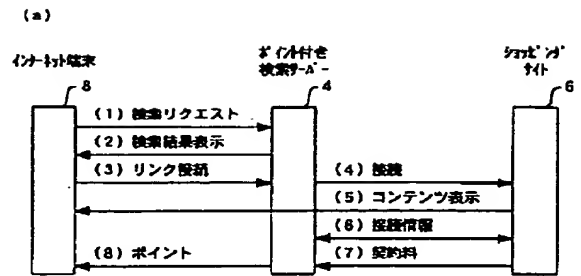 (a)
インターネット端末
ポイント付き
検索サーバー
ショッピング
サイト
8
4
6
(1) 検索リクエスト
(2) 検索結果表示
(3) リンク接続
(4) 接続
(5) コンテンツ表示
(6) 接続情報
(7) 契約料
(8) ポイント